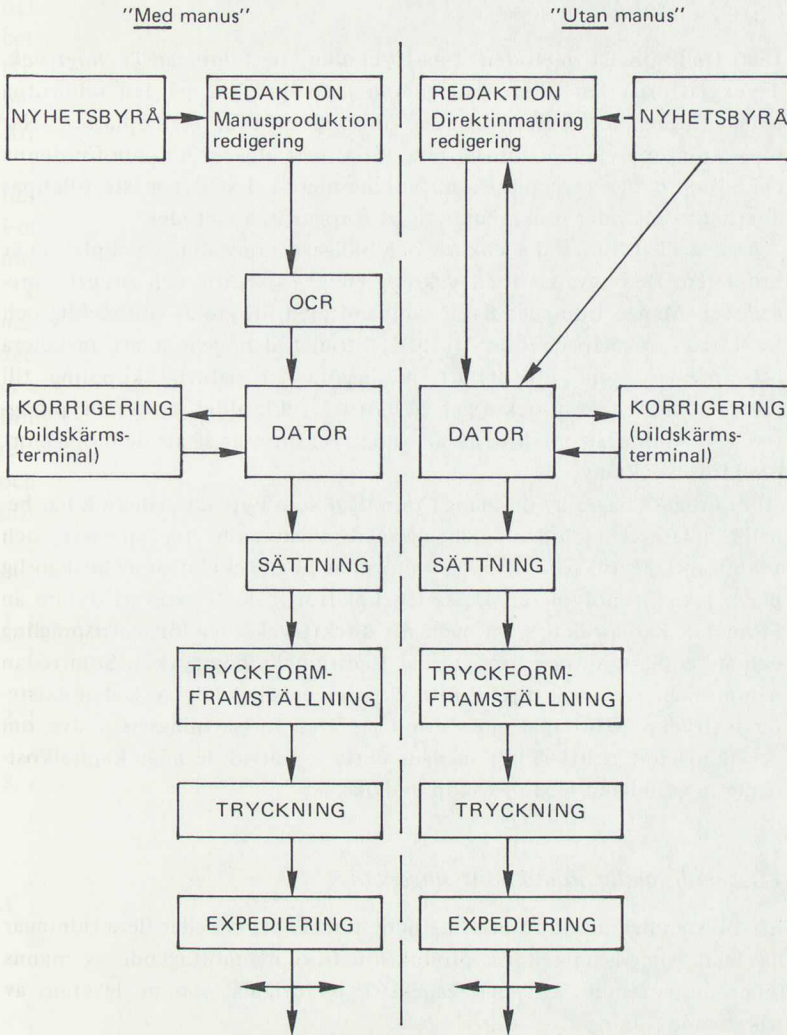 "Med manus"
"Utan manus"
NYHETSBYRÅ
REDAKTION
Manusproduktion
redigering
REDAKTION
Direktinmatning
redigering
NYHETSBYRÅ
OCR
KORRIGERING
(bildskärms-
terminal)
DATOR
DATOR
KORRIGERING
(bildskärms-
terminal)
SÄTTNING
SÄTTNING
TRYCKFORM-
FRAMSTÄLLNING
TRYCKFORM-
FRAMSTÄLLNING
TRYCKNING
TRYCKNING
EXPEDIERING
EXPEDIERING